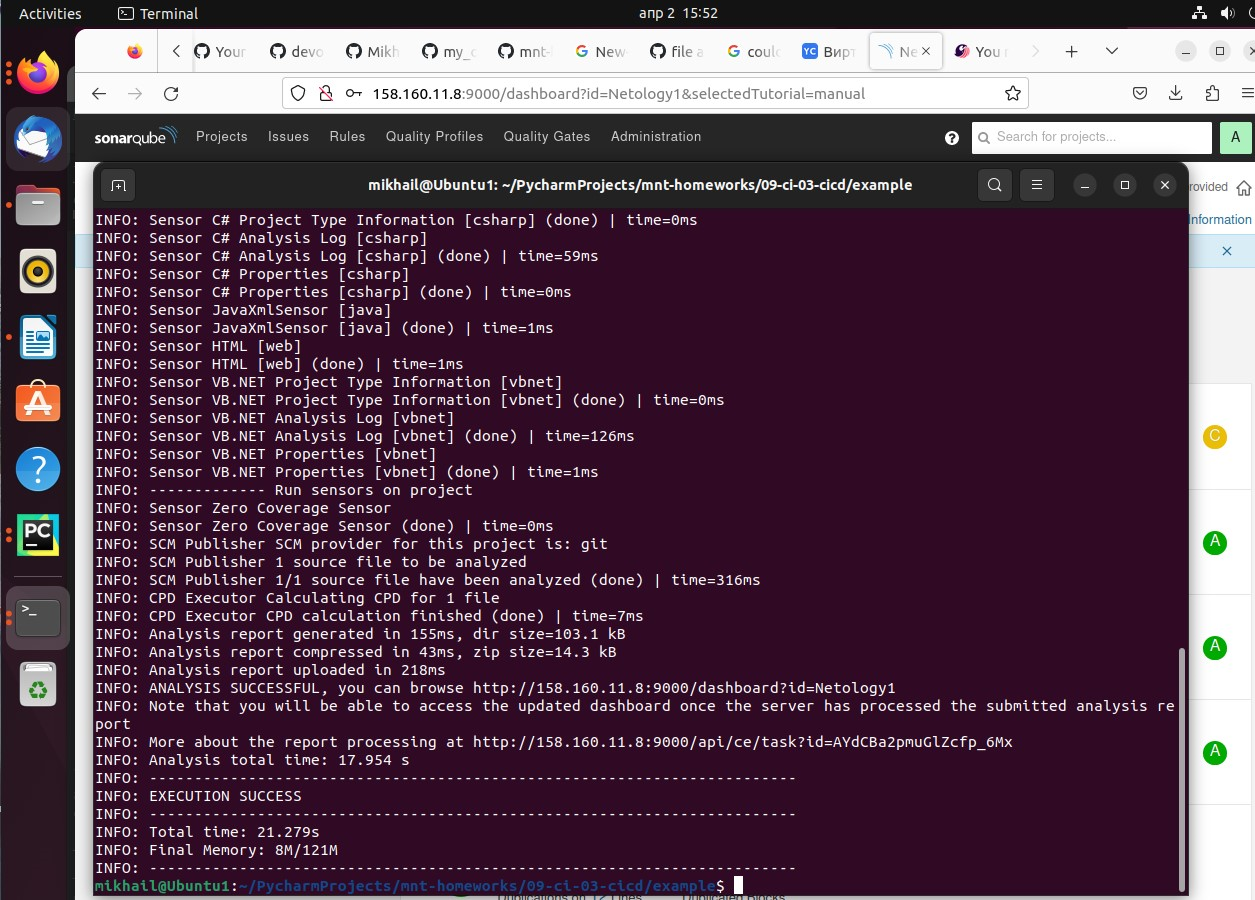 Activities
Terminal
апр 2 15:52
Your
devo
Mikh
my_c
mnt-
New
file a
coul
YC Вирт
Ne
You
158.160.11.8:9000/dashboard?id=Netology1&selectedTutorial=manual
sonarqube Projects Issues Rules Quality Profiles Quality Gates Administration
Search for projects...
A
mikhail@Ubuntu1: ~/PycharmProjects/mnt-homeworks/09-ci-03-cicd/example
rovided
Information
INFO: Sensor C# Project Type Information [csharp] (done) | time=0ms
INFO: Sensor C# Analysis Log [csharp]
INFO: Sensor C# Analysis Log [csharp] (done) | time=59ms
INFO: Sensor C# Properties [csharp]
INFO: Sensor C# Properties [csharp] (done) | time=0ms
INFO: Sensor JavaXmlSensor [java]
INFO: Sensor JavaXmlSensor [java] (done) | time=1ms
INFO: Sensor HTML [web]
INFO: Sensor HTML [web] (done) | time=1ms
INFO: Sensor VB.NET Project Type Information [vbnet]
INFO: Sensor VB.NET Project Type Information [vbnet] (done) | time=0ms
INFO: Sensor VB.NET Analysis Log [vbnet]
INFO: Sensor VB.NET Analysis Log [vbnet] (done) | time=126ms
INFO: Sensor VB.NET Properties [vbnet]
INFO: Sensor VB.NET Properties [vbnet] (done) | time=1ms
INFO: ------------- Run sensors on project
INFO: Sensor Zero Coverage Sensor
INFO: Sensor Zero Coverage Sensor (done) | time=0ms
INFO: SCM Publisher SCM provider for this project is: git
INFO: SCM Publisher 1 source file to be analyzed
INFO: SCM Publisher 1/1 source file have been analyzed (done) | time=316ms
INFO: CPD Executor Calculating CPD for 1 file
INFO: CPD Executor CPD calculation finished (done) | time=7ms
INFO: Analysis report generated in 155ms, dir size=103.1 kB
INFO: Analysis report compressed in 43ms, zip size=14.3 kB
INFO: Analysis report uploaded in 218ms
INFO: ANALYSIS SUCCESSFUL, you can browse http://158.160.11.8:9000/dashboard?id=Netology1
INFO: Note that you will be able to access the updated dashboard once the server has processed the submitted analysis re
port
INFO: More about the report processing at http://158.160.11.8:9000/api/ce/task?id=AYdCBa2pmuGlZcfp_6Mx
INFO: Analysis total time: 17.954 s
INFO: ------------------------------------------------------------------------
INFO: EXECUTION SUCCESS
INFO: ------------------------------------------------------------------------
INFO: Total time: 21.279s
INFO: Final Memory: 8M/121M
INFO: ------------------------------------------------------------------------
mikhail@Ubuntu1:~/PycharmProjects/mnt-homeworks/09-ci-03-cicd/example$
C
A
A
A
PC